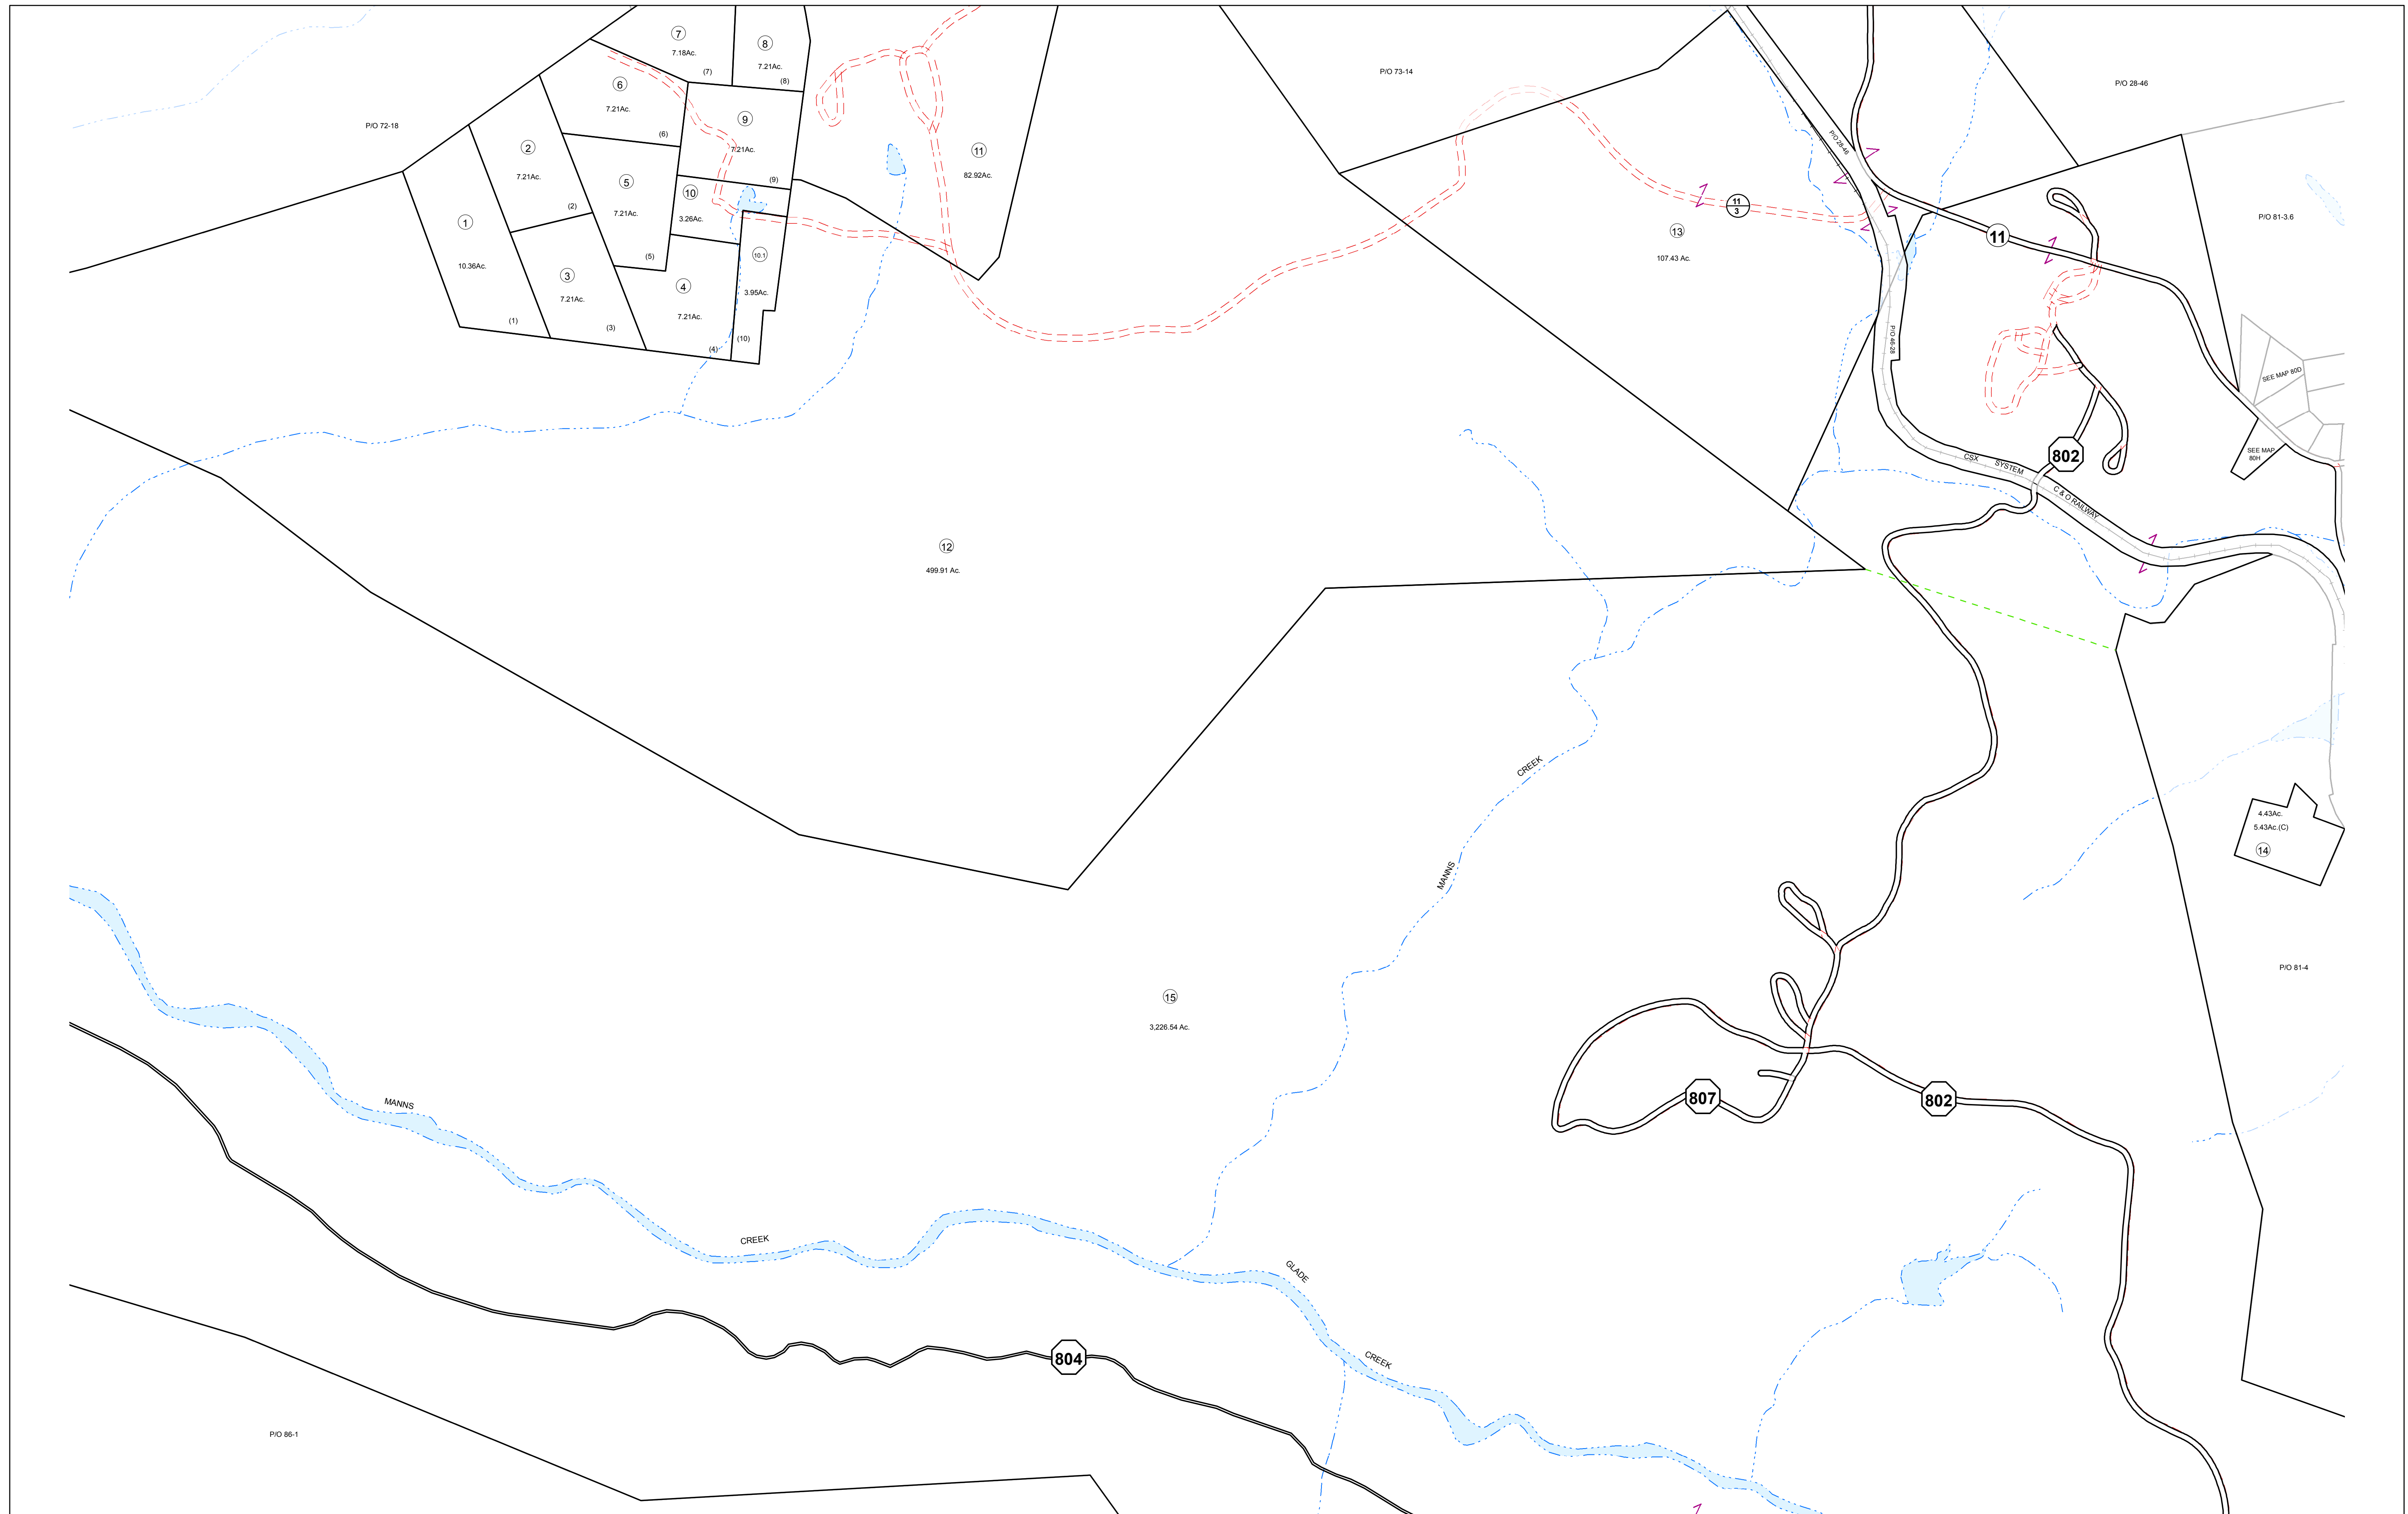 7
7.18Ac.
(7)
8
7.21Ac.
(8)
P/O 73-14
P/O 28-46
6
7.21Ac.
(6)
9
7.21Ac.
(9)
P/O 72-18
2
7.21Ac.
(2)
11
82.92Ac.
P/O 28-46
5
7.21Ac.
(5)
10
3.26Ac.
11
3
1
10.36Ac.
(1)
13
107.43 Ac.
11
P/O 81-3.6
10.1
3.95Ac.
(10)
3
7.21Ac.
(3)
4
7.21Ac.
(4)
P/O 46-28
SEE MAP 80D
SEE MAP
80H
802
CSX SYSTEM
C & O RAILWAY
12
499.91 Ac.
CREEK
MANNS
4.43Ac.
5.43Ac.(C)
14
P/O 81-4
15
3,226.54 Ac.
807
802
MANNS
CREEK
GLADE
CREEK
804
P/O 86-1